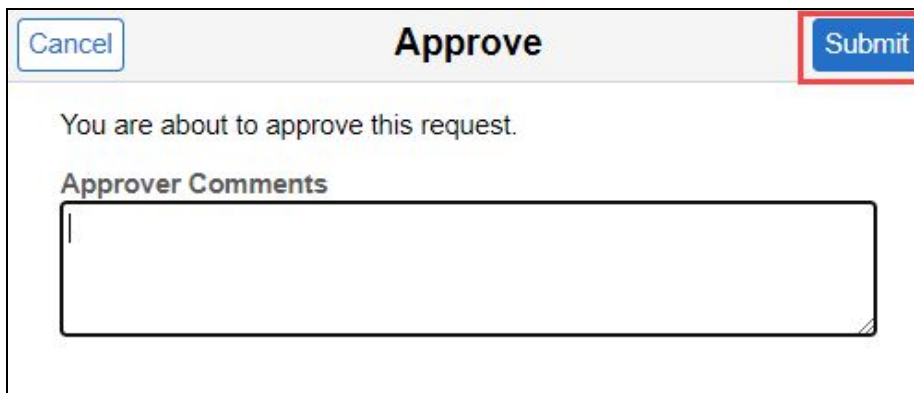 Cancel Approve Submit
You are about to approve this request.
Approver Comments